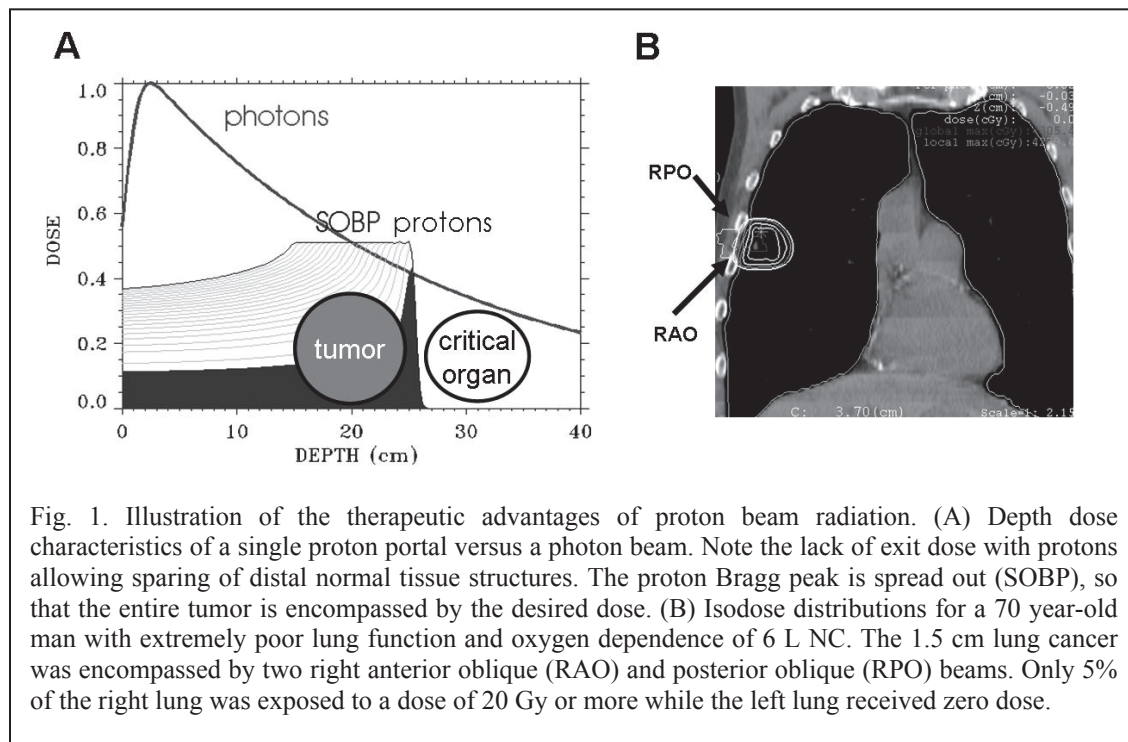 A
B
1.0
0.8
0.6
0.4
0.2
0.0
DOSE
photons
SOBP protons
tumor
critical
organ
0
10
20
30
40
DEPTH (cm)
(cm):
Z(cm):
dose(cGy):
global max(cGy)
local max(cGY)
RPO
RAO
C: 3.70(cm)
Scale-1: 2.15
Fig. 1. Illustration of the therapeutic advantages of proton beam radiation. (A) Depth dose
characteristics of a single proton portal versus a photon beam. Note the lack of exit dose with protons
allowing sparing of distal normal tissue structures. The proton Bragg peak is spread out (SOBP), so
that the entire tumor is encompassed by the desired dose. (B) Isodose distributions for a 70 year-old
man with extremely poor lung function and oxygen dependence of 6 L NC. The 1.5 cm lung cancer
was encompassed by two right anterior oblique (RAO) and posterior oblique (RPO) beams. Only 5%
of the right lung was exposed to a dose of 20 Gy or more while the left lung received zero dose.